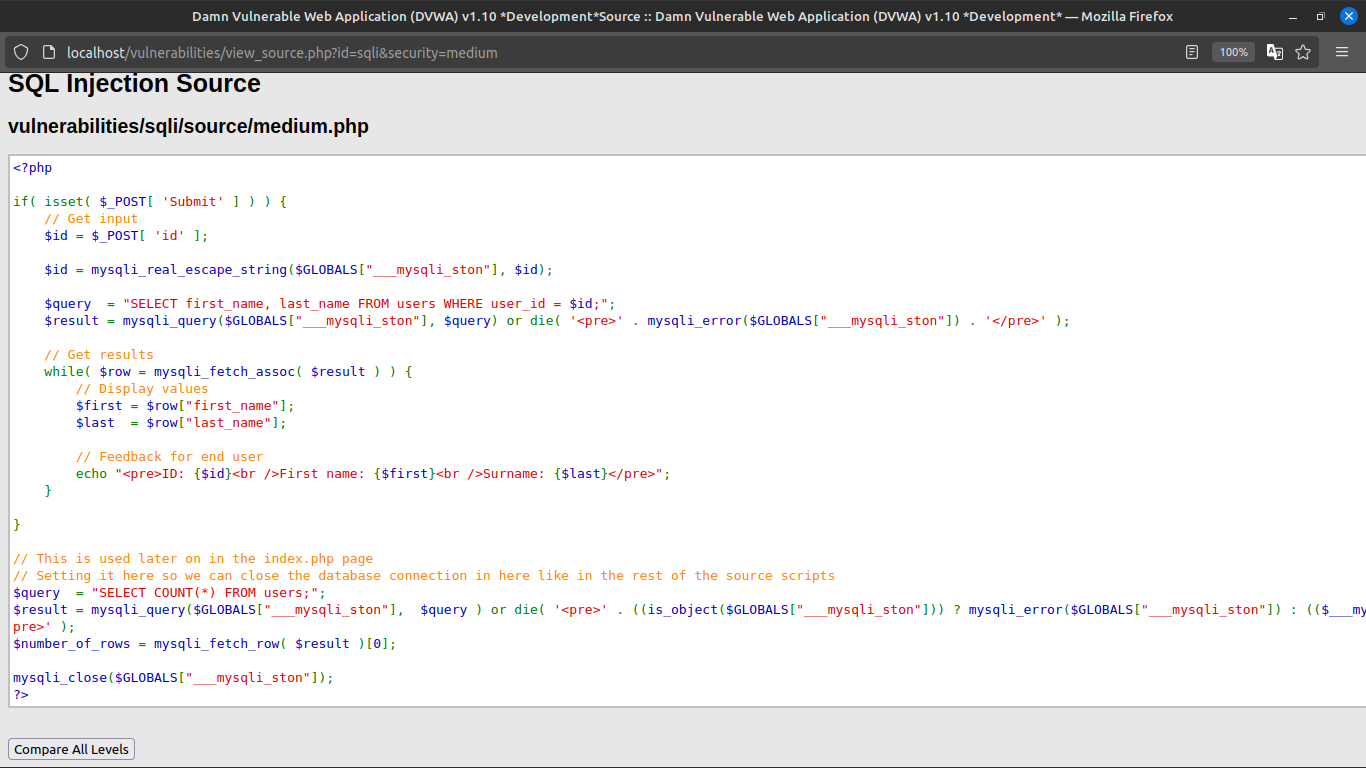 Damn Vulnerable Web Application (DVWA) v1.10 *Development*Source :: Damn Vulnerable Web Application (DVWA) v1.10 *Development* — Mozilla Firefox
localhost/vulnerabilities/view_source.php?id=sqli&security=medium
100%
SQL Injection Source
vulnerabilities/sqli/source/medium.php
<?php
if( isset( $_POST[ 'Submit' ] ) ) {
    // Get input
    $id = $_POST[ 'id' ];
    $id = mysqli_real_escape_string($GLOBALS["___mysqli_ston"], $id);
    $query  = "SELECT first_name, last_name FROM users WHERE user_id = $id;";
    $result = mysqli_query($GLOBALS["___mysqli_ston"], $query) or die( '<pre>' . mysqli_error($GLOBALS["___mysqli_ston"]) . '</pre>' );
    // Get results
    while( $row = mysqli_fetch_assoc( $result ) ) {
        // Display values
        $first = $row["first_name"];
        $last  = $row["last_name"];
        // Feedback for end user
        echo "<pre>ID: {$id}<br />First name: {$first}<br />Surname: {$last}</pre>";
    }
}
// This is used later on in the index.php page
// Setting it here so we can close the database connection in here like in the rest of the source scripts
$query  = "SELECT COUNT(*) FROM users;";
$result = mysqli_query($GLOBALS["___mysqli_ston"],  $query ) or die( '<pre>' . ((is_object($GLOBALS["___mysqli_ston"])) ? mysqli_error($GLOBALS["___mysqli_ston"]) : (($___my
pre>' );
$number_of_rows = mysqli_fetch_row( $result )[0];
mysqli_close($GLOBALS["___mysqli_ston"]);
?>
Compare All Levels